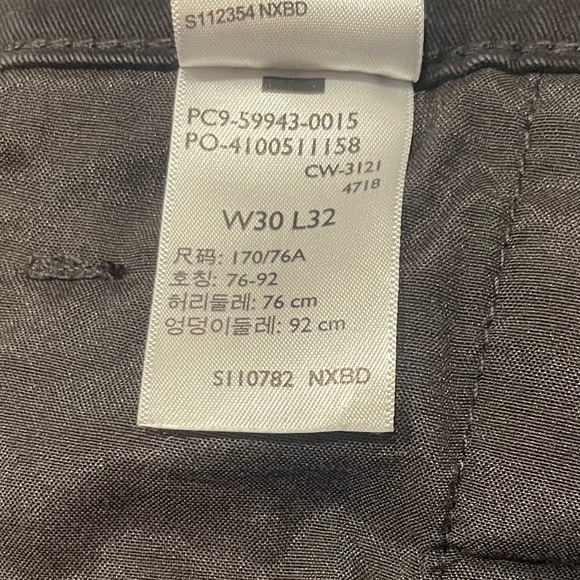 S112354 NXBD
PC9-59943-0015
PO-4100511158
CW-3121
4718
W30 L32
尺码: 170/76A
호칭: 76-92
허리둘레: 76 cm
엉덩이둘레: 92 cm
S110782 NXBD